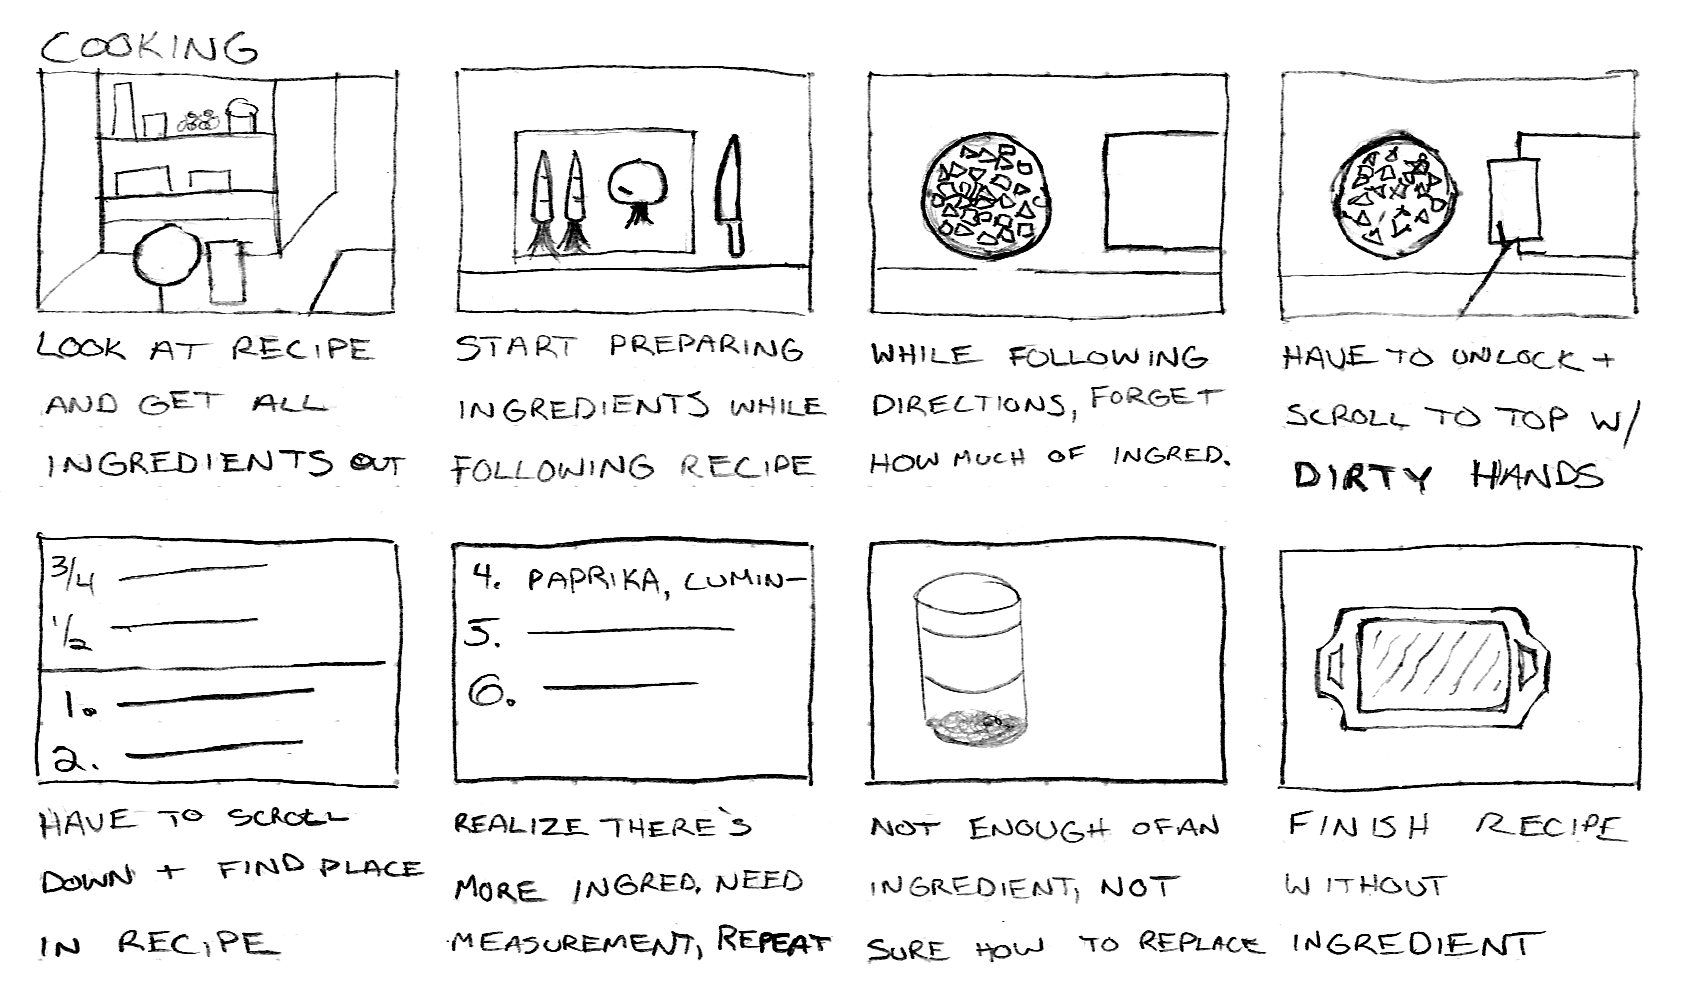 COOKING
LOOK AT RECIPE
AND GET ALL
INGREDIENTS OUT
START PREPARING
INGREDIENTS WHILE
FOLLOWING RECIPE
WHILE FOLLOWING
DIRECTIONS, FORGET
HOW MUCH OF INGRED.
HAVE TO UNLOCK +
SCROLL TO TOP W/
DIRTY HANDS
3/4
1/2
1.
2.
HAVE TO SCROLL
DOWN + FIND PLACE
IN RECIPE
4. PAPRIKA, CUMIN-
5.
6.
REALIZE THERE'S
MORE INGRED. NEED
MEASUREMENT, REPEAT
NOT ENOUGH OF AN
INGREDIENT, NOT
SURE HOW TO REPLACE
FINISH RECIPE
WITHOUT
INGREDIENT